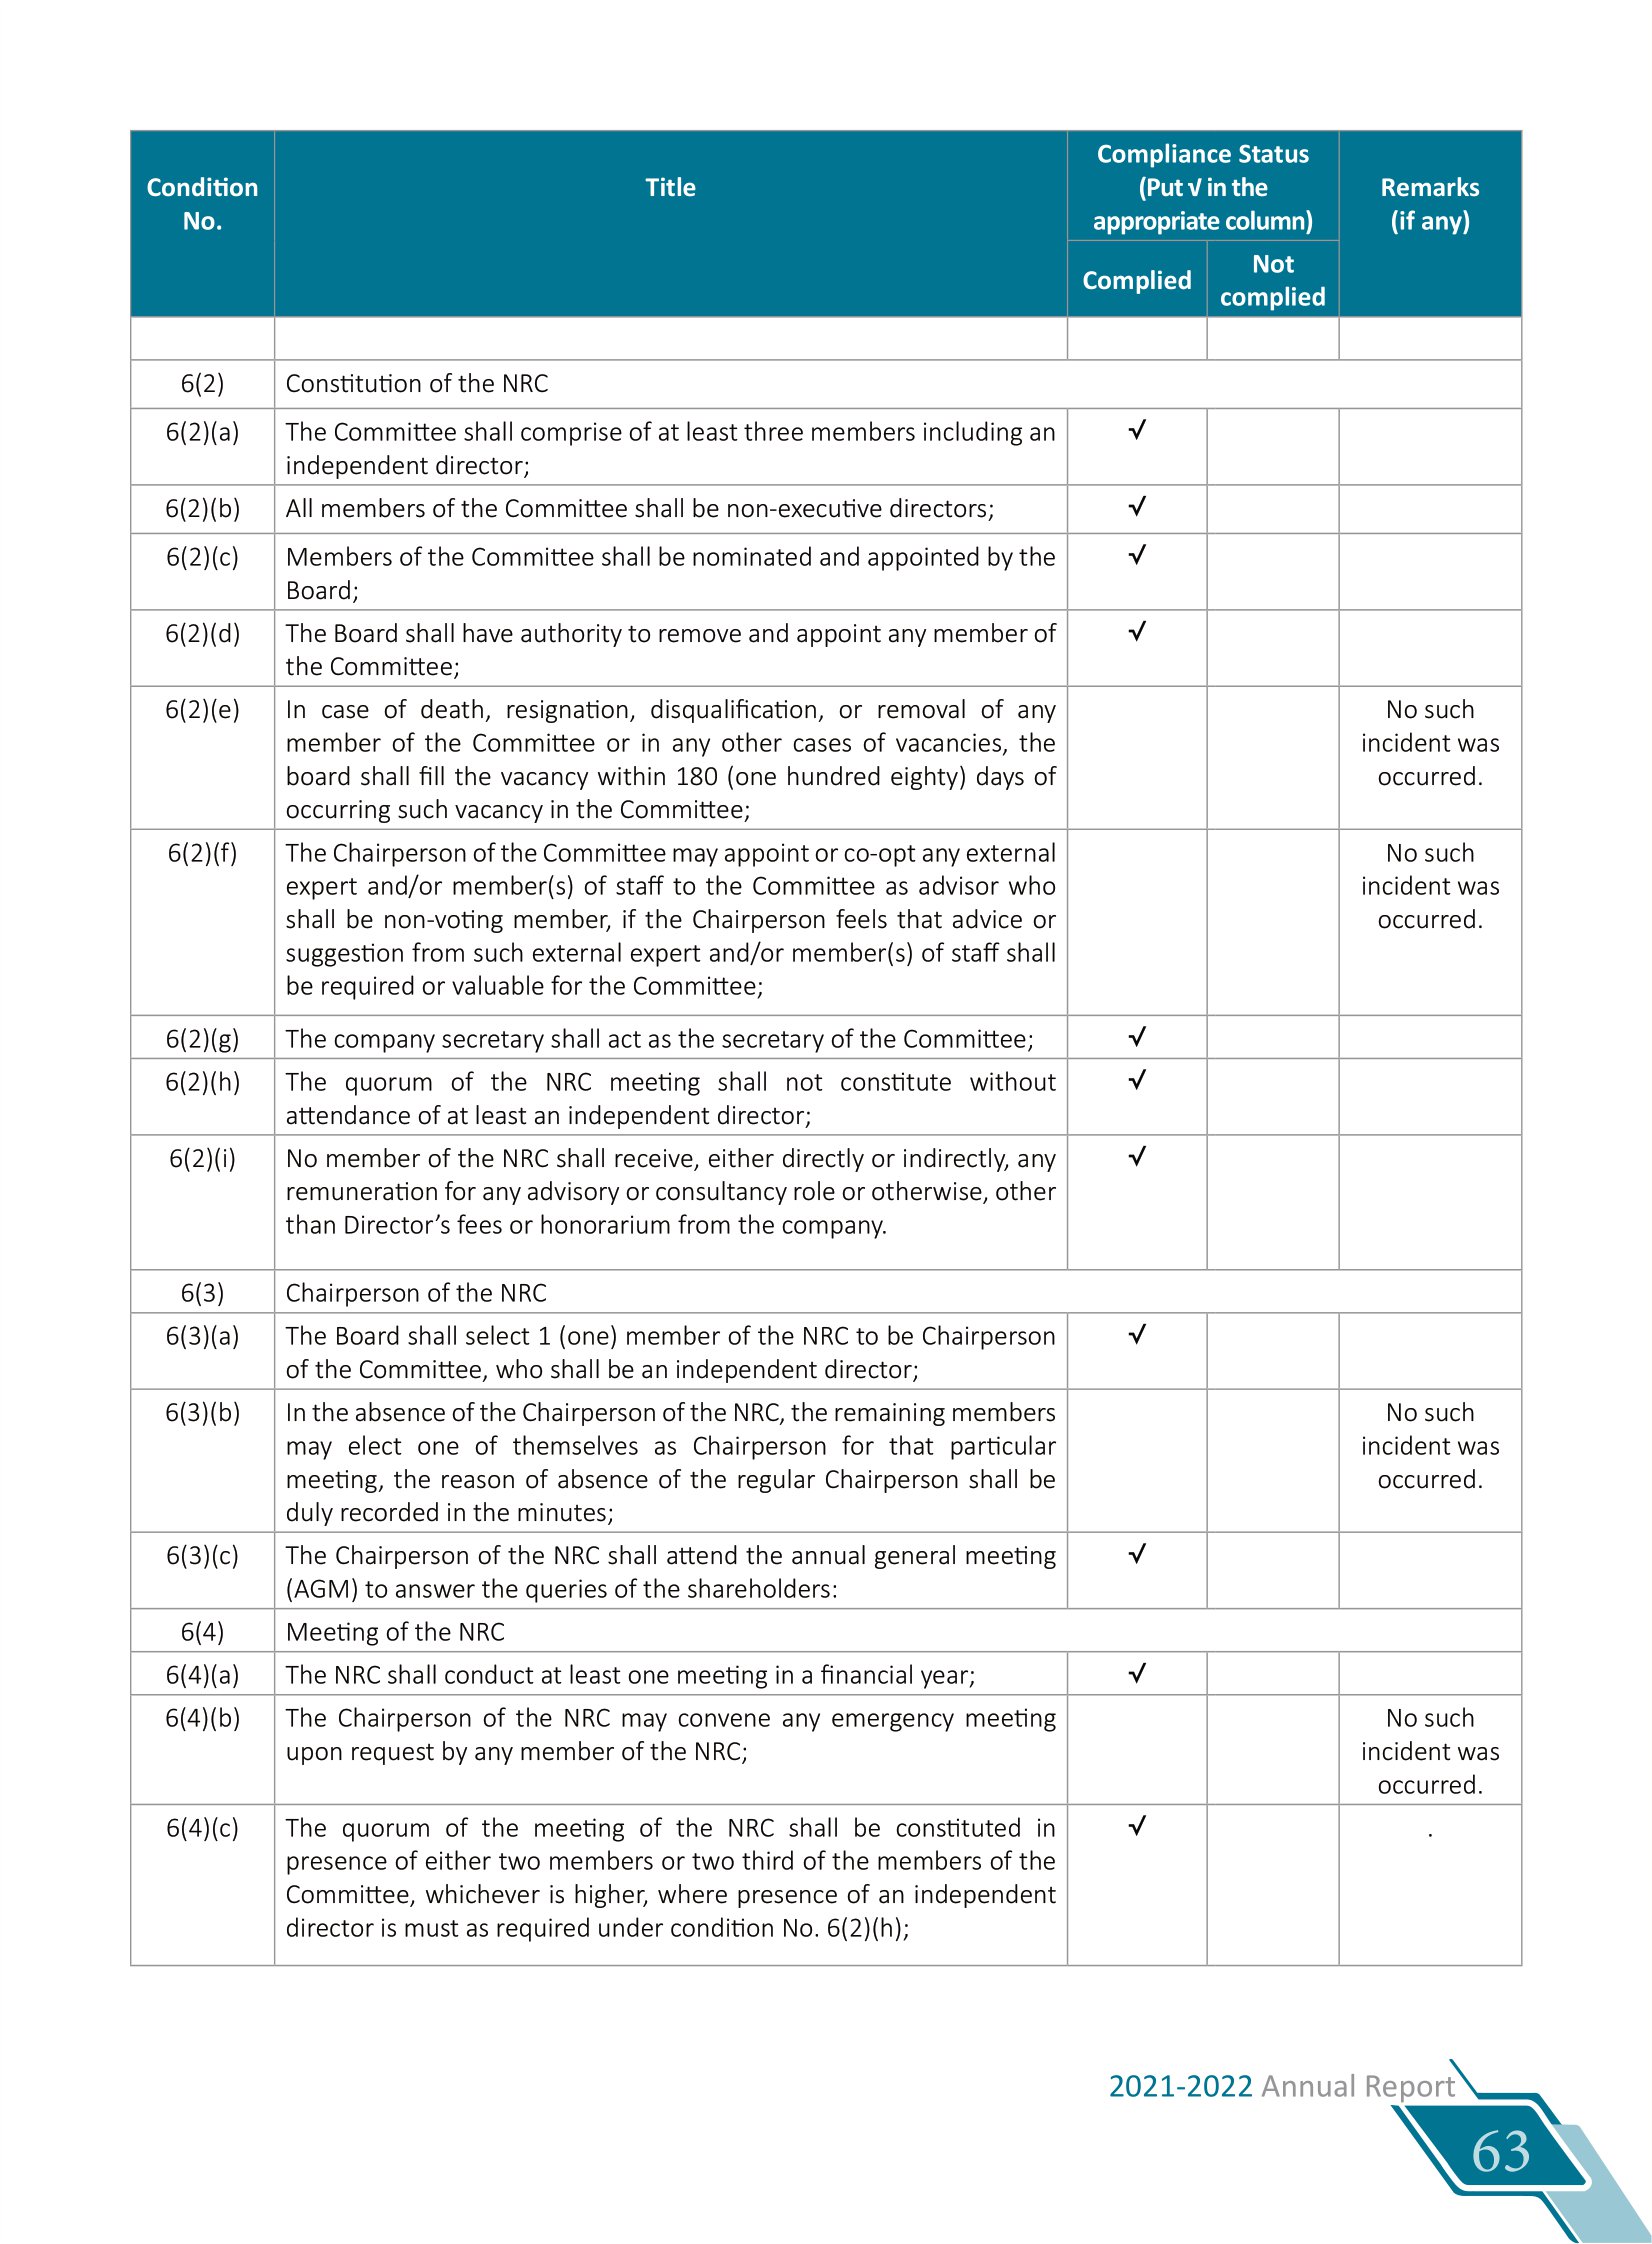 Condition
No.
Title
Compliance Status
(Put √ in the
appropriate column)
Remarks
(if any)
Complied
Not
complied
6(2) Constitution of the NRC
6(2)(a) The Committee shall comprise of at least three members including an √
independent director;
6(2)(b) All members of the Committee shall be non-executive directors; √
6(2)(c) Members of the Committee shall be nominated and appointed by the √
Board;
6(2)(d) The Board shall have authority to remove and appoint any member of √
the Committee;
6(2)(e) In case of death, resignation, disqualification, or removal of any No such
member of the Committee or in any other cases of vacancies, the incident was
board shall fill the vacancy within 180 (one hundred eighty) days of occurred.
occurring such vacancy in the Committee;
6(2)(f) The Chairperson of the Committee may appoint or co-opt any external No such
expert and/or member(s) of staff to the Committee as advisor who incident was
shall be non-voting member, if the Chairperson feels that advice or occurred.
suggestion from such external expert and/or member(s) of staff shall
be required or valuable for the Committee;
6(2)(g) The company secretary shall act as the secretary of the Committee; √
6(2)(h) The quorum of the NRC meeting shall not constitute without √
attendance of at least an independent director;
6(2)(i) No member of the NRC shall receive, either directly or indirectly, any √
remuneration for any advisory or consultancy role or otherwise, other
than Director’s fees or honorarium from the company.
6(3) Chairperson of the NRC
6(3)(a) The Board shall select 1 (one) member of the NRC to be Chairperson √
of the Committee, who shall be an independent director;
6(3)(b) In the absence of the Chairperson of the NRC, the remaining members No such
may elect one of themselves as Chairperson for that particular incident was
meeting, the reason of absence of the regular Chairperson shall be occurred.
duly recorded in the minutes;
6(3)(c) The Chairperson of the NRC shall attend the annual general meeting √
(AGM) to answer the queries of the shareholders:
6(4) Meeting of the NRC
6(4)(a) The NRC shall conduct at least one meeting in a financial year; √
6(4)(b) The Chairperson of the NRC may convene any emergency meeting No such
upon request by any member of the NRC; incident was
occurred.
6(4)(c) The quorum of the meeting of the NRC shall be constituted in √ .
presence of either two members or two third of the members of the
Committee, whichever is higher, where presence of an independent
director is must as required under condition No. 6(2)(h);
2021-2022 Annual Report
63